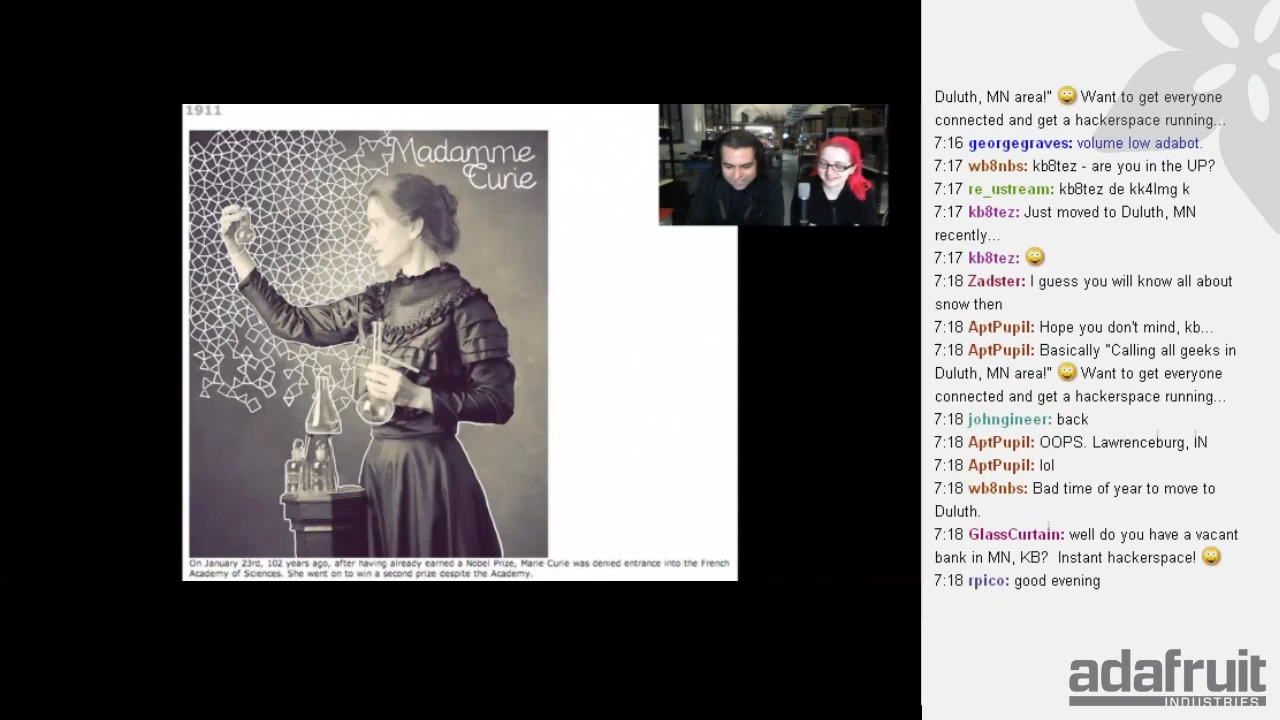 1911
Madamme
Curie
On January 23rd, 102 years ago, after having already earned a Nobel Prize, Marie Curie was denied entrance into the French
Academy of Sciences. She went on to win a second prize despite the Academy.
Duluth, MN area!" Want to get everyone
connected and get a hackerspace running...
7:16 georgegraves: volume low adabot.
7:17 wb8nbs: kb8tez - are you in the UP?
7:17 re_ustream: kb8tez de kk4lmg k
7:17 kb8tez: Just moved to Duluth, MN
recently...
7:17 kb8tez:
7:18 Zadster: I guess you will know all about
snow then
7:18 AptPupil: Hope you don't mind, kb...
7:18 AptPupil: Basically "Calling all geeks in
Duluth, MN area!" Want to get everyone
connected and get a hackerspace running...
7:18 johngineer: back
7:18 AptPupil: OOPS. Lawrenceburg, IN
7:18 AptPupil: lol
7:18 wb8nbs: Bad time of year to move to
Duluth.
7:18 GlassCurtain: well do you have a vacant
bank in MN, KB? Instant hackerspace!
7:18 rpico: good evening
adafruit
INDUSTRIES